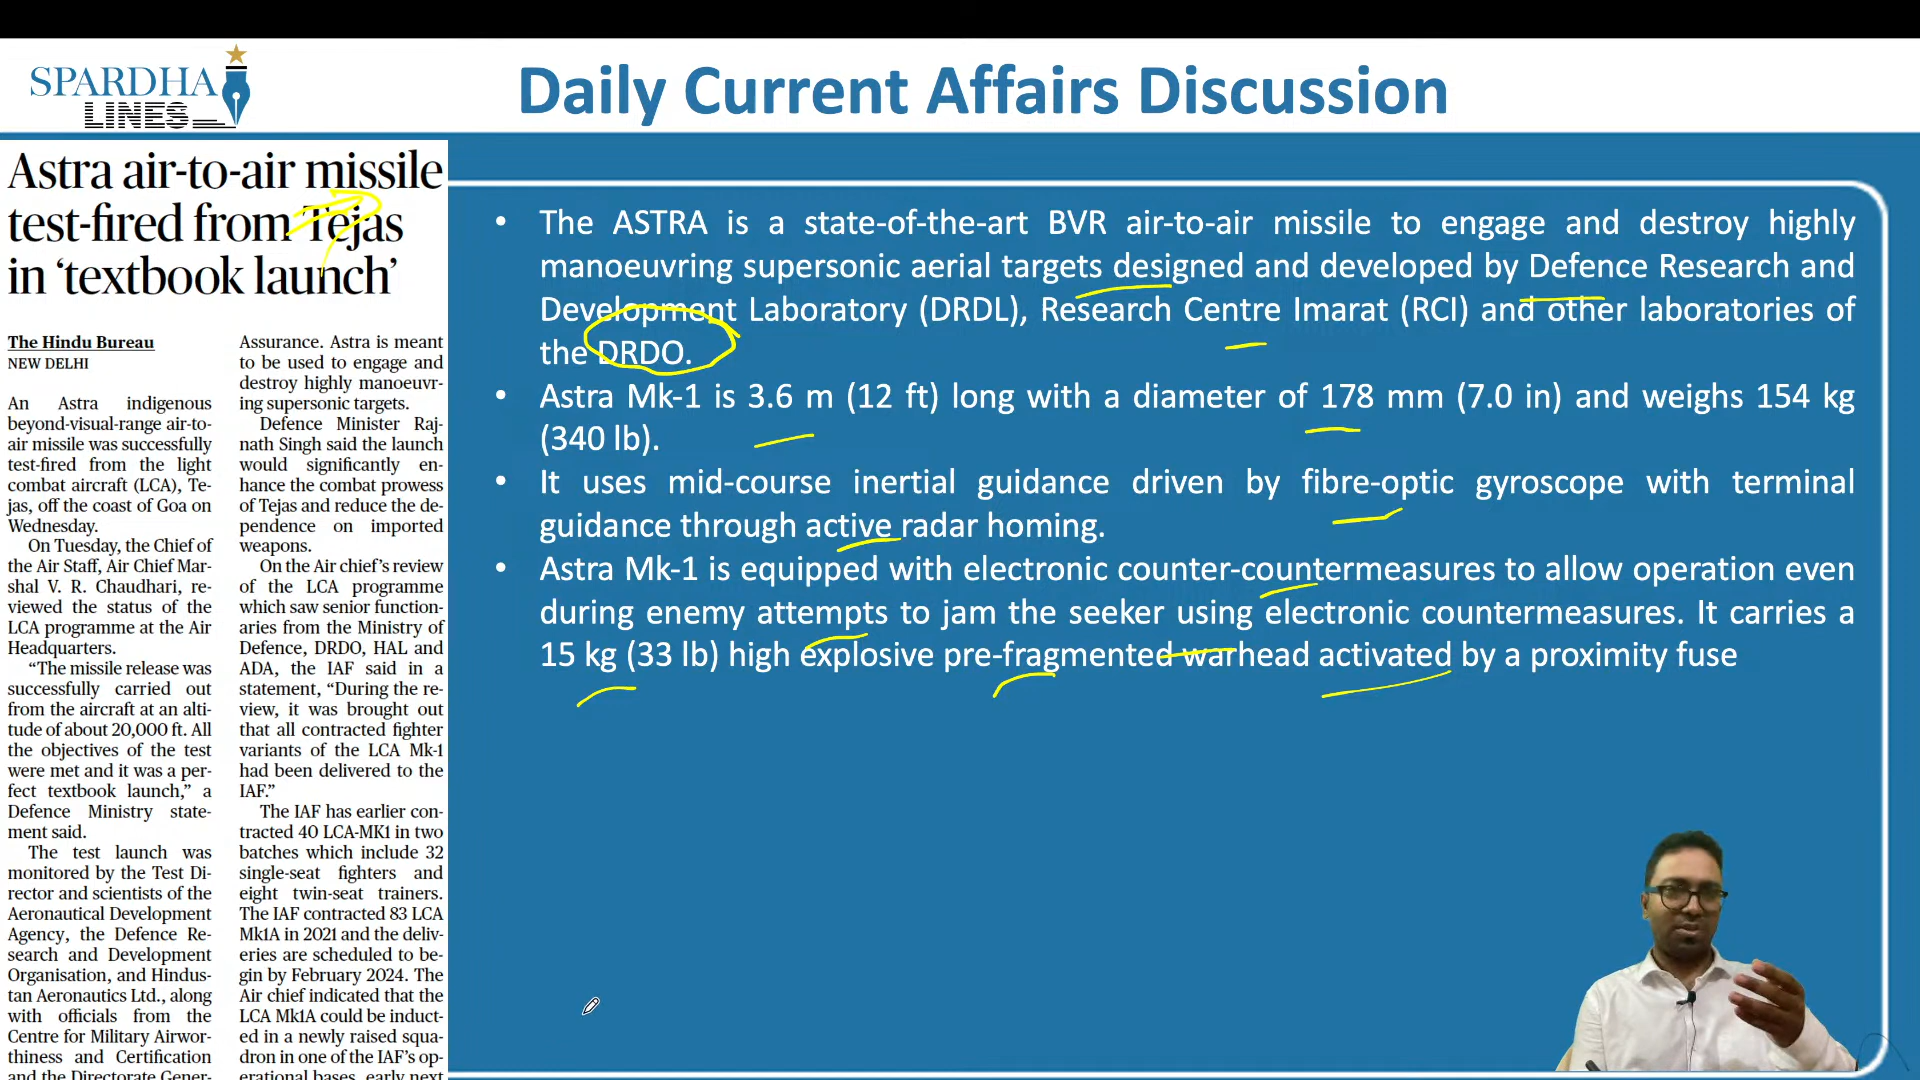 SPARDHA
LINES
Daily Current Affairs Discussion
Astra air-to-air missile
test-fired from Tejas
in ‘textbook launch’
The Hindu Bureau
NEW DELHI
An Astra indigenous
beyond-visual-range air-to-
air missile was successfully
test-fired from the light
combat aircraft (LCA), Te-
jas, off the coast of Goa on
Wednesday.
On Tuesday, the Chief of
the Air Staff, Air Chief Mar-
shal V. R. Chaudhari, re-
viewed the status of the
LCA programme at the Air
Headquarters.
“The missile release was
successfully carried out
from the aircraft at an alti-
tude of about 20,000 ft. All
the objectives of the test
were met and it was a per-
fect textbook launch,” a
Defence Ministry state-
ment said.
The test launch was
monitored by the Test Di-
rector and scientists of the
Aeronautical Development
Agency, the Defence Re-
search and Development
Organisation, and Hindus-
tan Aeronautics Ltd., along
with officials from the
Centre for Military Airwor-
thiness and Certification
and the Directorate Gener-
Assurance. Astra is meant
to be used to engage and
destroy highly manoeuvr-
ing supersonic targets.
Defence Minister Raj-
nath Singh said the launch
would significantly en-
hance the combat prowess
of Tejas and reduce the de-
pendence on imported
weapons.
On the Air chief’s review
of the LCA programme
which saw senior function-
aries from the Ministry of
Defence, DRDO, HAL and
ADA, the IAF said in a
statement, “During the re-
view, it was brought out
that all contracted fighter
variants of the LCA Mk-1
had been delivered to the
IAF.”
The IAF has earlier con-
tracted 40 LCA-MK1 in two
batches which include 32
single-seat fighters and
eight twin-seat trainers.
The IAF contracted 83 LCA
Mk1A in 2021 and the deliv-
eries are scheduled to be-
gin by February 2024. The
Air chief indicated that the
LCA Mk1A could be induct-
ed in a newly raised squa-
dron in one of the IAF’s op-
erational bases, early next
• The ASTRA is a state-of-the-art BVR air-to-air missile to engage and destroy highly
manoeuvring supersonic aerial targets designed and developed by Defence Research and
Development Laboratory (DRDL), Research Centre Imarat (RCI) and other laboratories of
the DRDO.
• Astra Mk-1 is 3.6 m (12 ft) long with a diameter of 178 mm (7.0 in) and weighs 154 kg
(340 lb).
• It uses mid-course inertial guidance driven by fibre-optic gyroscope with terminal
guidance through active radar homing.
• Astra Mk-1 is equipped with electronic counter-countermeasures to allow operation even
during enemy attempts to jam the seeker using electronic countermeasures. It carries a
15 kg (33 lb) high explosive pre-fragmented warhead activated by a proximity fuse